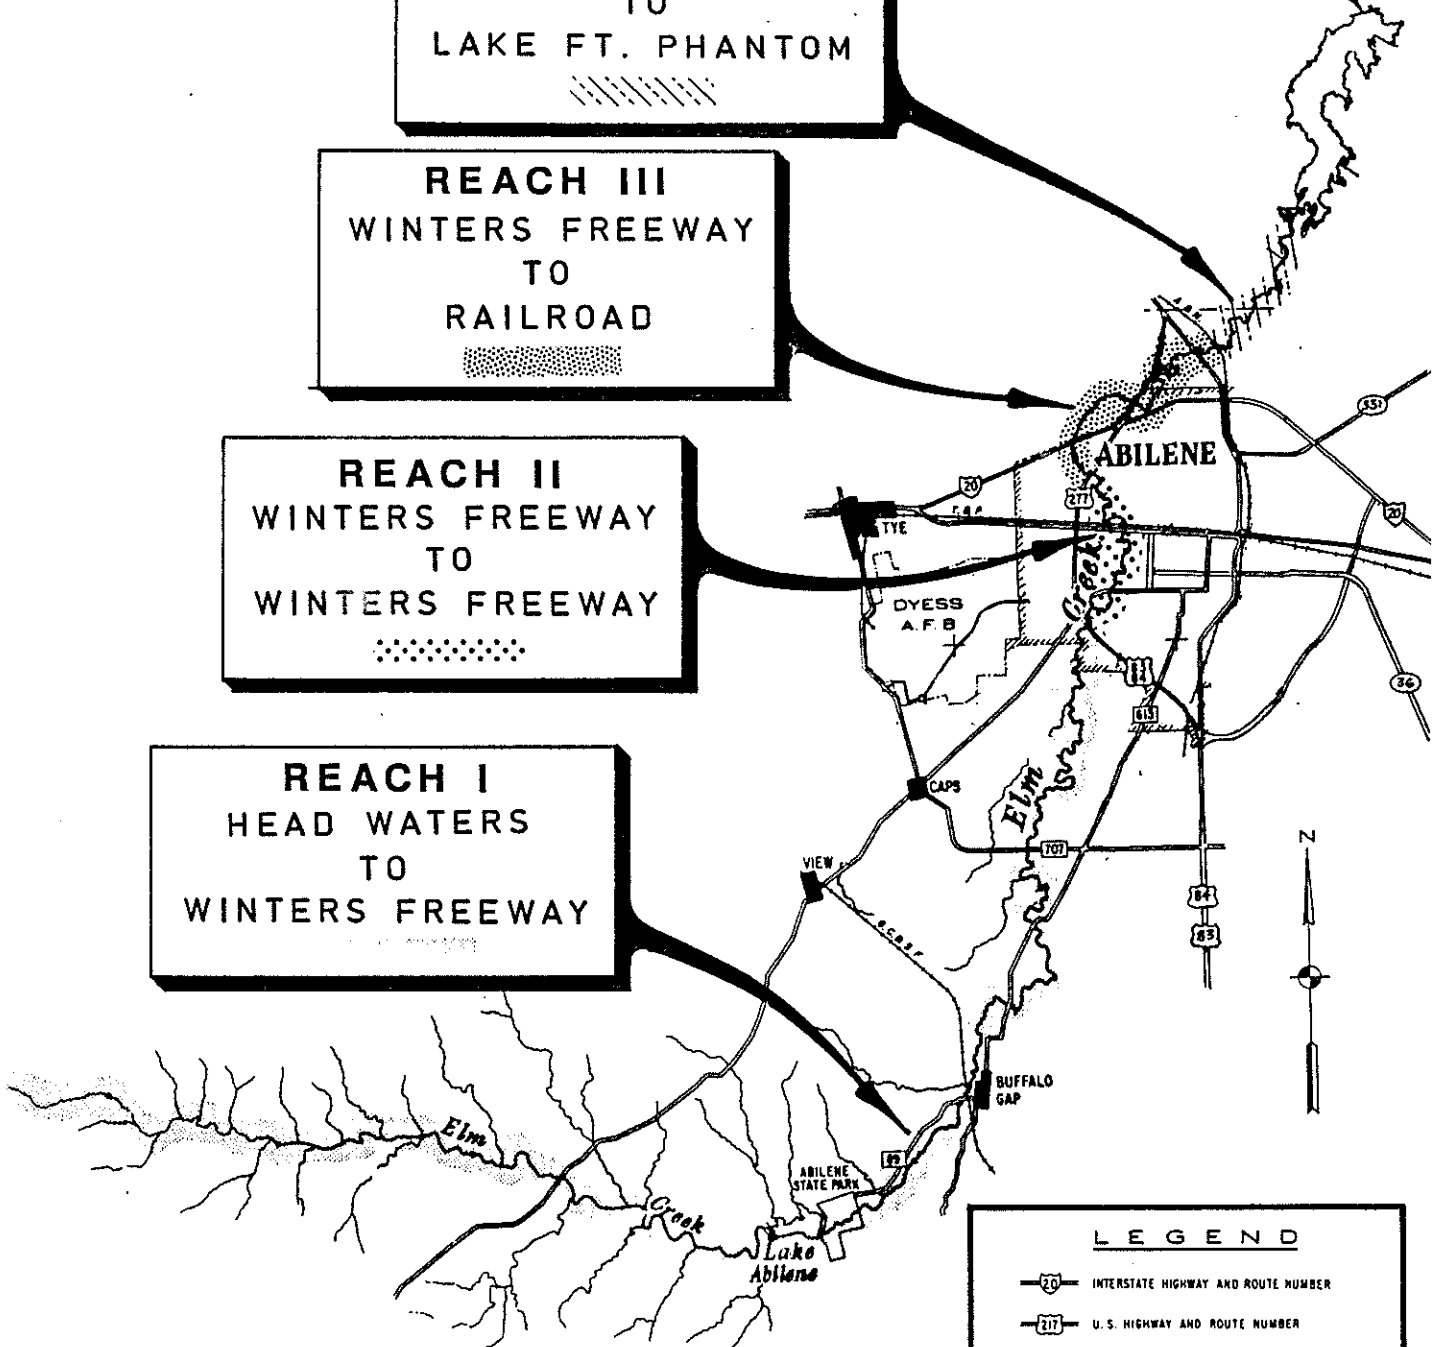 TO
LAKE FT. PHANTOM
REACH III
WINTERS FREEWAY
TO
RAILROAD
REACH II
WINTERS FREEWAY
TO
WINTERS FREEWAY
REACH I
HEAD WATERS
TO
WINTERS FREEWAY
351
ABILENE
20
277
20
TYE
Creek
DYESS
A.F.B
83
84
36
613
CAPS
Elm
707
VIEW
N
84
83
G.C.& S.F
BUFFALO
GAP
Elm
89
ABILENE
STATE PARK
Creek
Lake
Abilene
LEGEND
20 INTERSTATE HIGHWAY AND ROUTE NUMBER
217 U.S. HIGHWAY AND ROUTE NUMBER